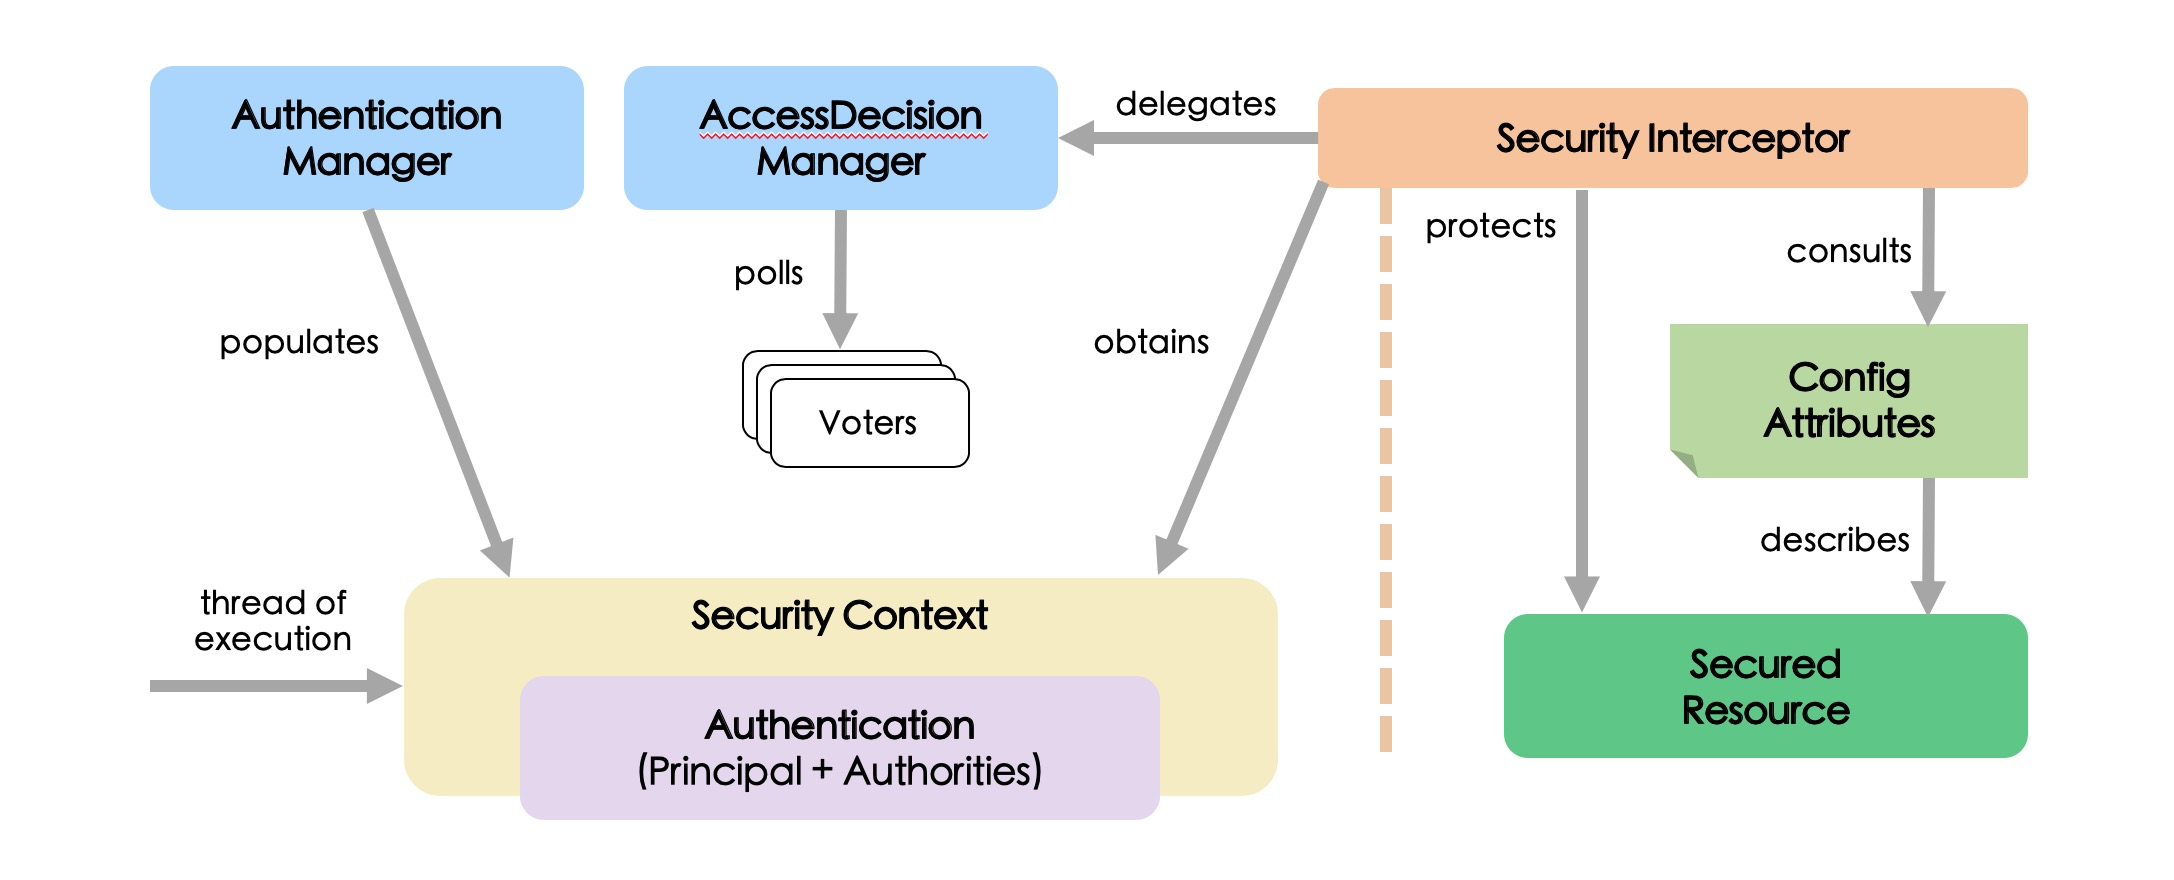 Authentication
Manager
AccessDecision
Manager
delegates
Security Interceptor
protects
consults
polls
populates
obtains
Voters
Config
Attributes
describes
thread of
execution
Security Context
Authentication
(Principal + Authorities)
Secured
Resource